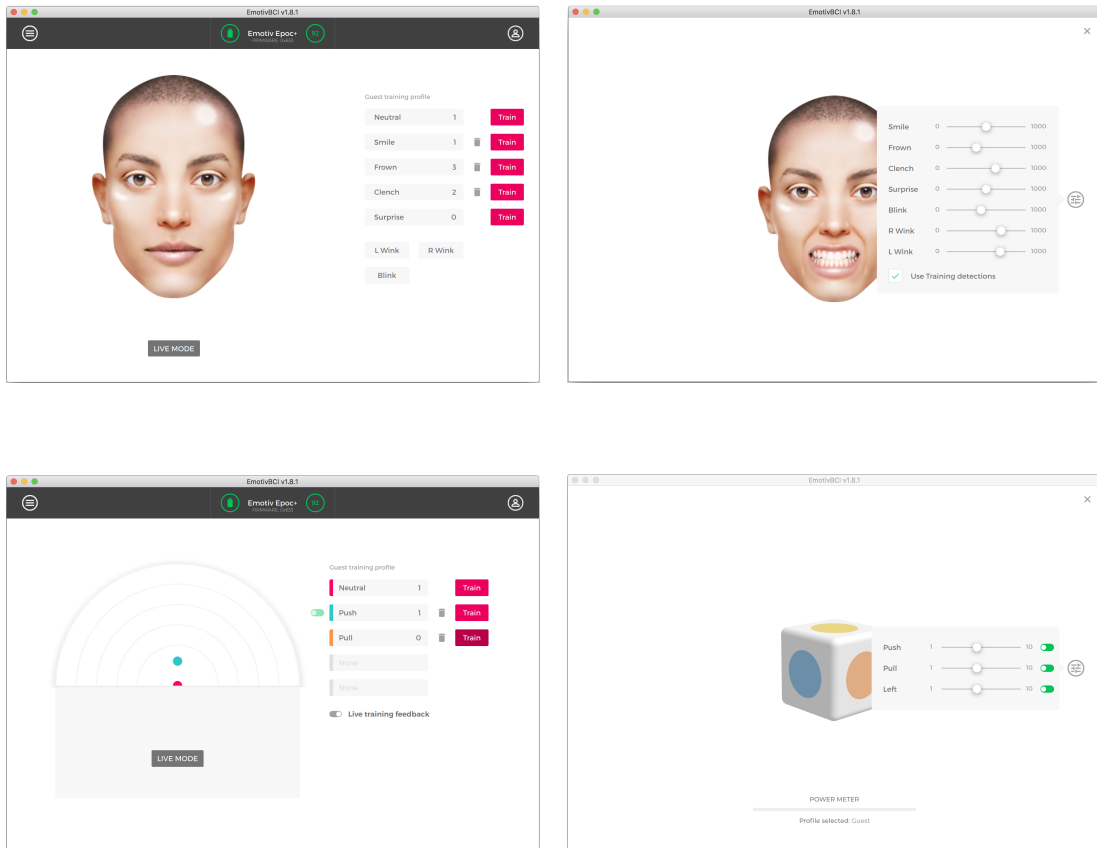 EmotivBCI v1.8.1
Emotiv Epoc+ 92
Guest training profile
Neutral 1 Train
Smile 1 Train
Frown 3 Train
Clench 2 Train
Surprise 0 Train
L Wink R Wink
Blink
LIVE MODE
EmotivBCI v1.8.1
Smile 0 1000
Frown 0 1000
Clench 0 1000
Surprise 0 1000
Blink 0 1000
R Wink 0 1000
L Wink 0 1000
Use Training detections
EmotivBCI v1.8.1
Emotiv Epoc+ 92
Guest training profile
Neutral 1 Train
Push 1 Train
Pull 0 Train
None
None
Live training feedback
LIVE MODE
EmotivBCI v1.8.1
Push 1 10
Pull 1 10
Left 1 10
POWER METER
Profile selected: Guest